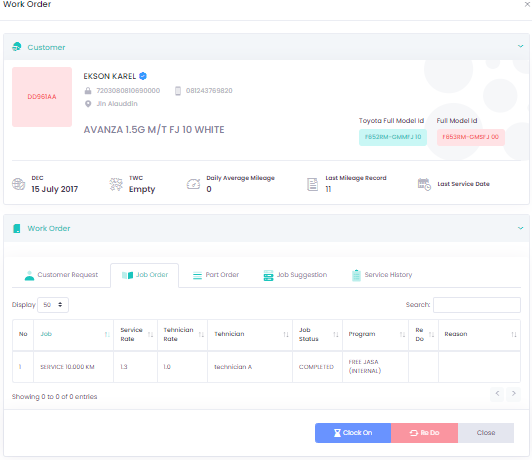 Work Order
Customer
DD961AA
EKSON KAREL
7203080810690000 081243769820
Jln Alauddin
AVANZA 1.5G M/T FJ 10 WHITE
Toyota Full Model Id Full Model Id
F653RM-GMMFJ-10 F653RM-GMSFJ-00
DEC TWC Daily Average Mileage Last Mileage Record Last Service Date
15 July 2017 Empty 0 11
Work Order
Customer Request Job Order Part Order Job Suggestion Service History
Display 50 Search:
No Job Service Rate Tehnician Rate Tehnician Job Status Program Re Do Reason
1 SERVICE 10.000 KM 1.3 1.0 technician A COMPLETED FREE JASA (INTERNAL)
Showing 0 to 0 of 0 entries
Clock On Re Do Close